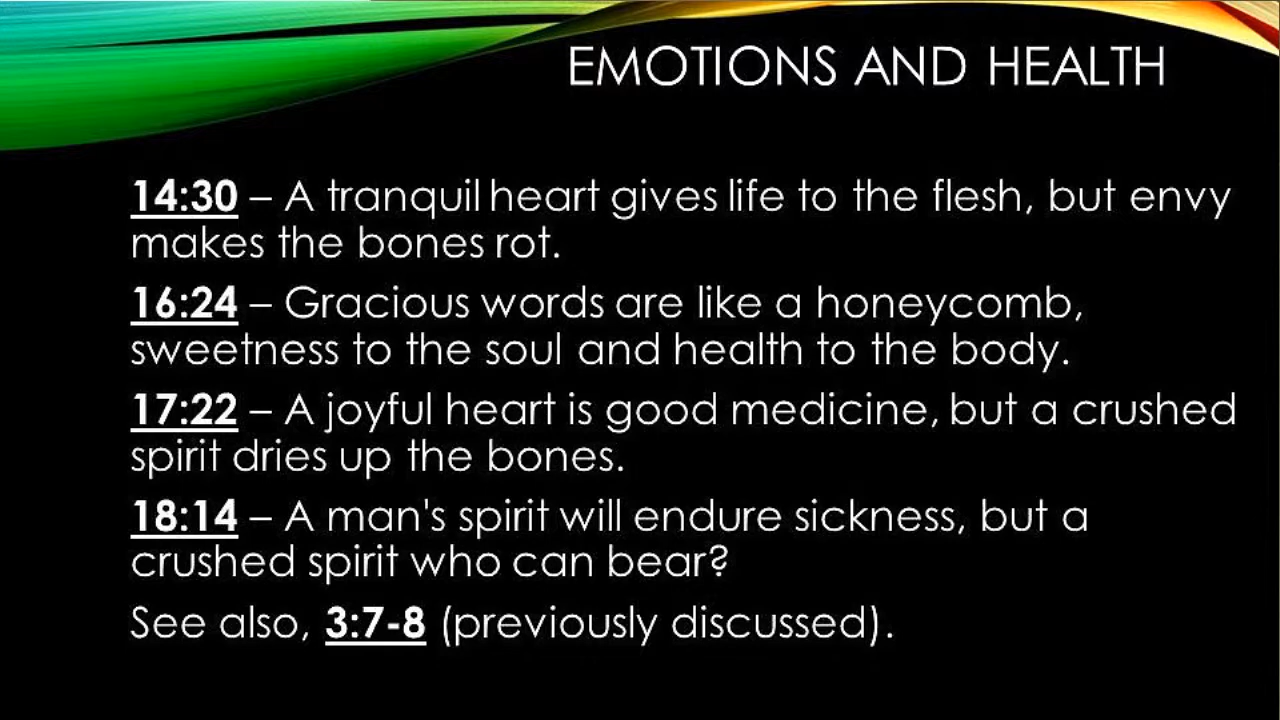 EMOTIONS AND HEALTH
14:30 – A tranquil heart gives life to the flesh, but envy
makes the bones rot.
16:24 – Gracious words are like a honeycomb,
sweetness to the soul and health to the body.
17:22 – A joyful heart is good medicine, but a crushed
spirit dries up the bones.
18:14 – A man's spirit will endure sickness, but a
crushed spirit who can bear?
See also, 3:7-8 (previously discussed).